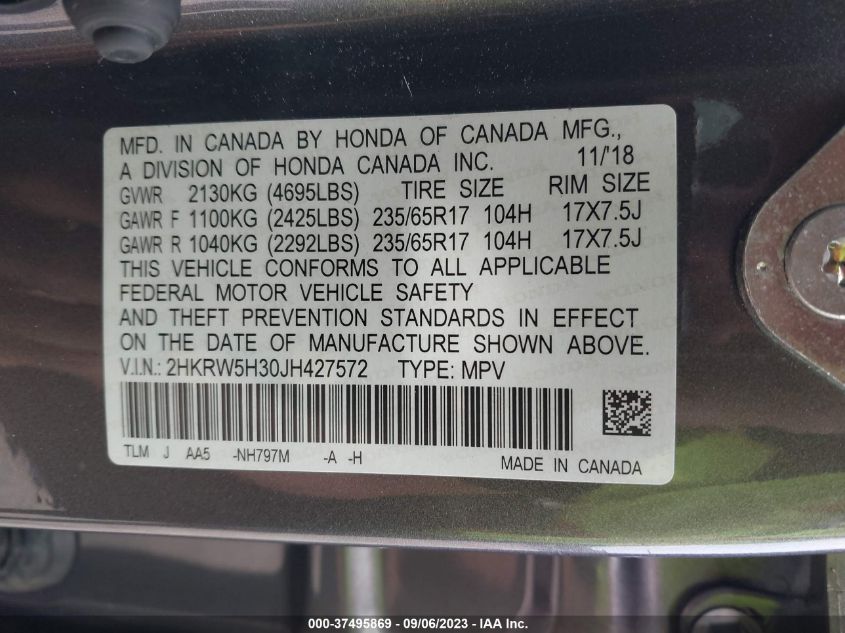 MFD. IN CANADA BY HONDA OF CANADA MFG.,
A DIVISION OF HONDA CANADA INC. 11/'18
GVWR 2130KG (4695LBS) TIRE SIZE RIM SIZE
GAWR F 1100KG (2425LBS) 235/65R17 104H 17X7.5J
GAWR R 1040KG (2292LBS) 235/65R17 104H 17X7.5J
THIS VEHICLE CONFORMS TO ALL APPLICABLE
FEDERAL MOTOR VEHICLE SAFETY
AND THEFT PREVENTION STANDARDS IN EFFECT
ON THE DATE OF MANUFACTURE SHOWN ABOVE.
V.I.N.: 2HKRW5H30JH427572 TYPE: MPV
TLM J AA5 -NH797M -A -H MADE IN CANADA
000-37495869 - 09/06/2023 - IAA Inc.